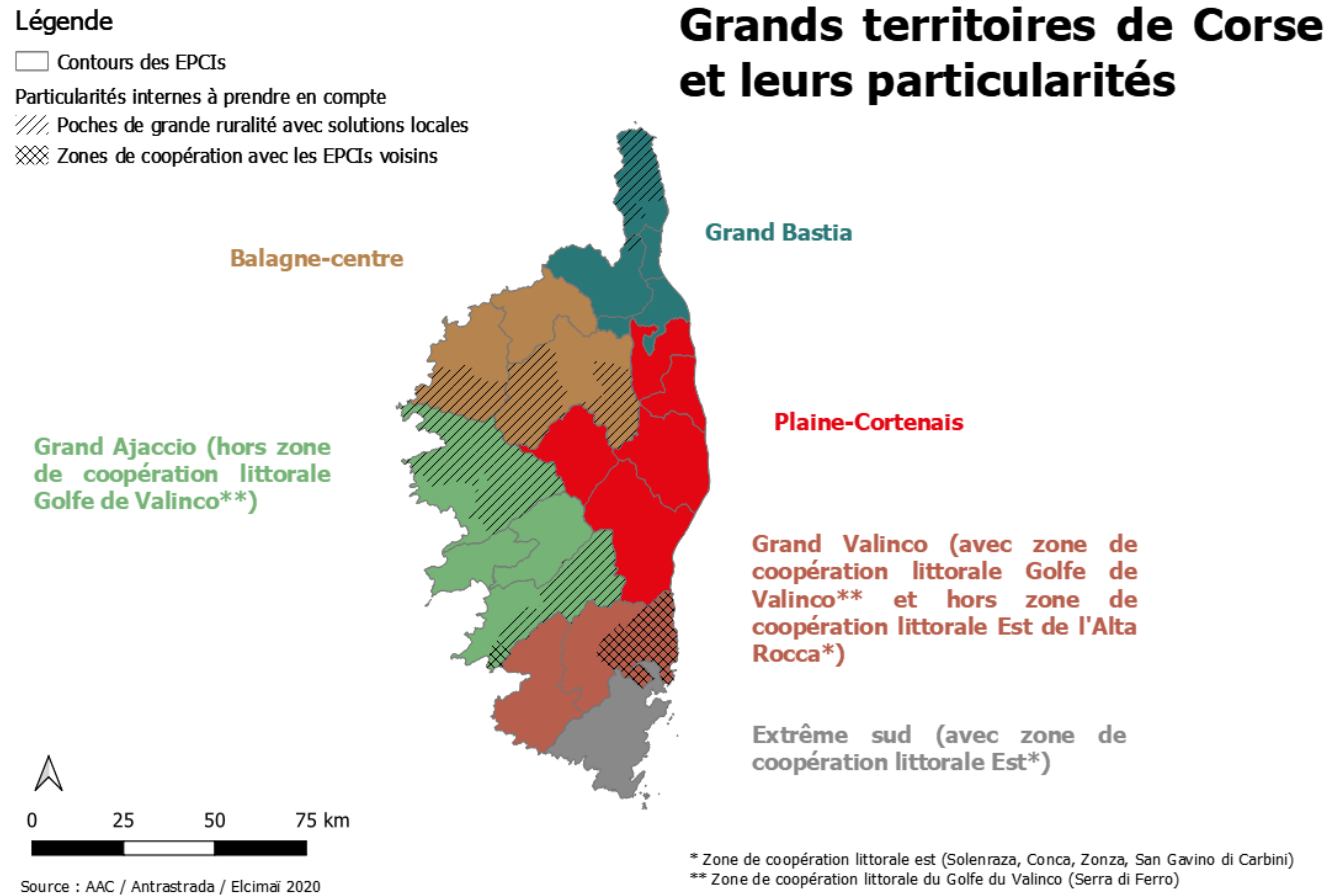 Grands territoires de Corse
et leurs particularités
Légende
Contours des EPCIs
Particularités internes à prendre en compte
Poches de grande ruralité avec solutions locales
Zones de coopération avec les EPCIs voisins
Grand Bastia
Balagne-centre
Plaine-Cortenais
Grand Ajaccio (hors zone
de coopération littorale
Golfe de Valinco**)
Grand Valinco (avec zone de
coopération littorale Golfe de
Valinco** et hors zone de
coopération littorale Est de l'Alta
Rocca*)
Extrême sud (avec zone de
coopération littorale Est*)
0 25 50 75 km
Source : AAC / Antrastrada / Elcimaï 2020
* Zone de coopération littorale est (Solenraza, Conca, Zonza, San Gavino di Carbini)
** Zone de coopération littorale du Golfe du Valinco (Serra di Ferro)